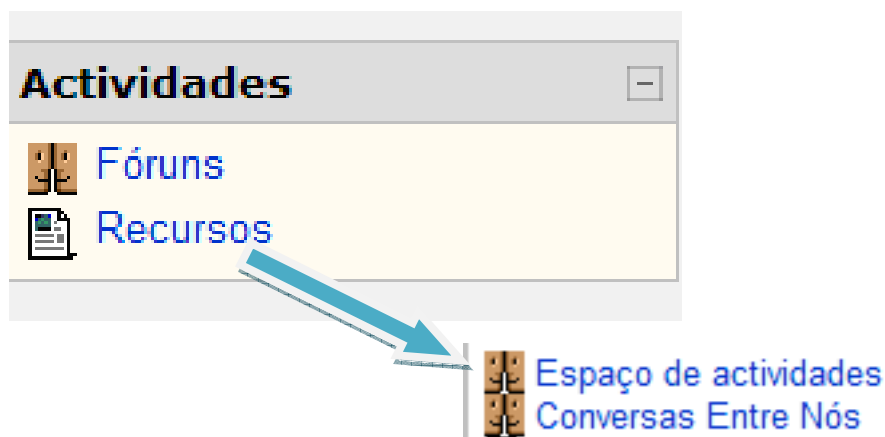 Actividades
Fóruns
Recursos
Espaço de actividades
Conversas Entre Nós